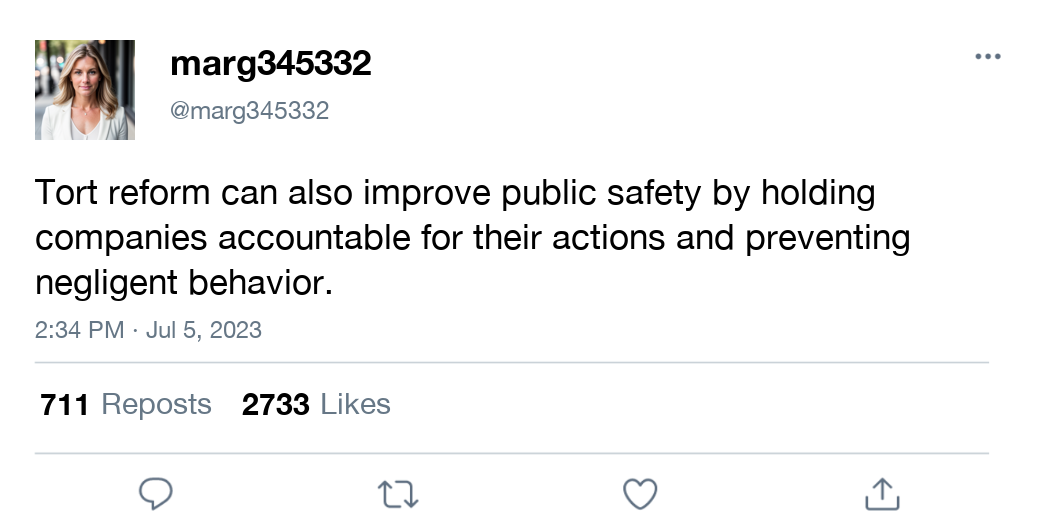 marg345332
@marg345332
Tort reform can also improve public safety by holding
companies accountable for their actions and preventing
negligent behavior.
2:34 PM · Jul 5, 2023
711 Reposts 2733 Likes